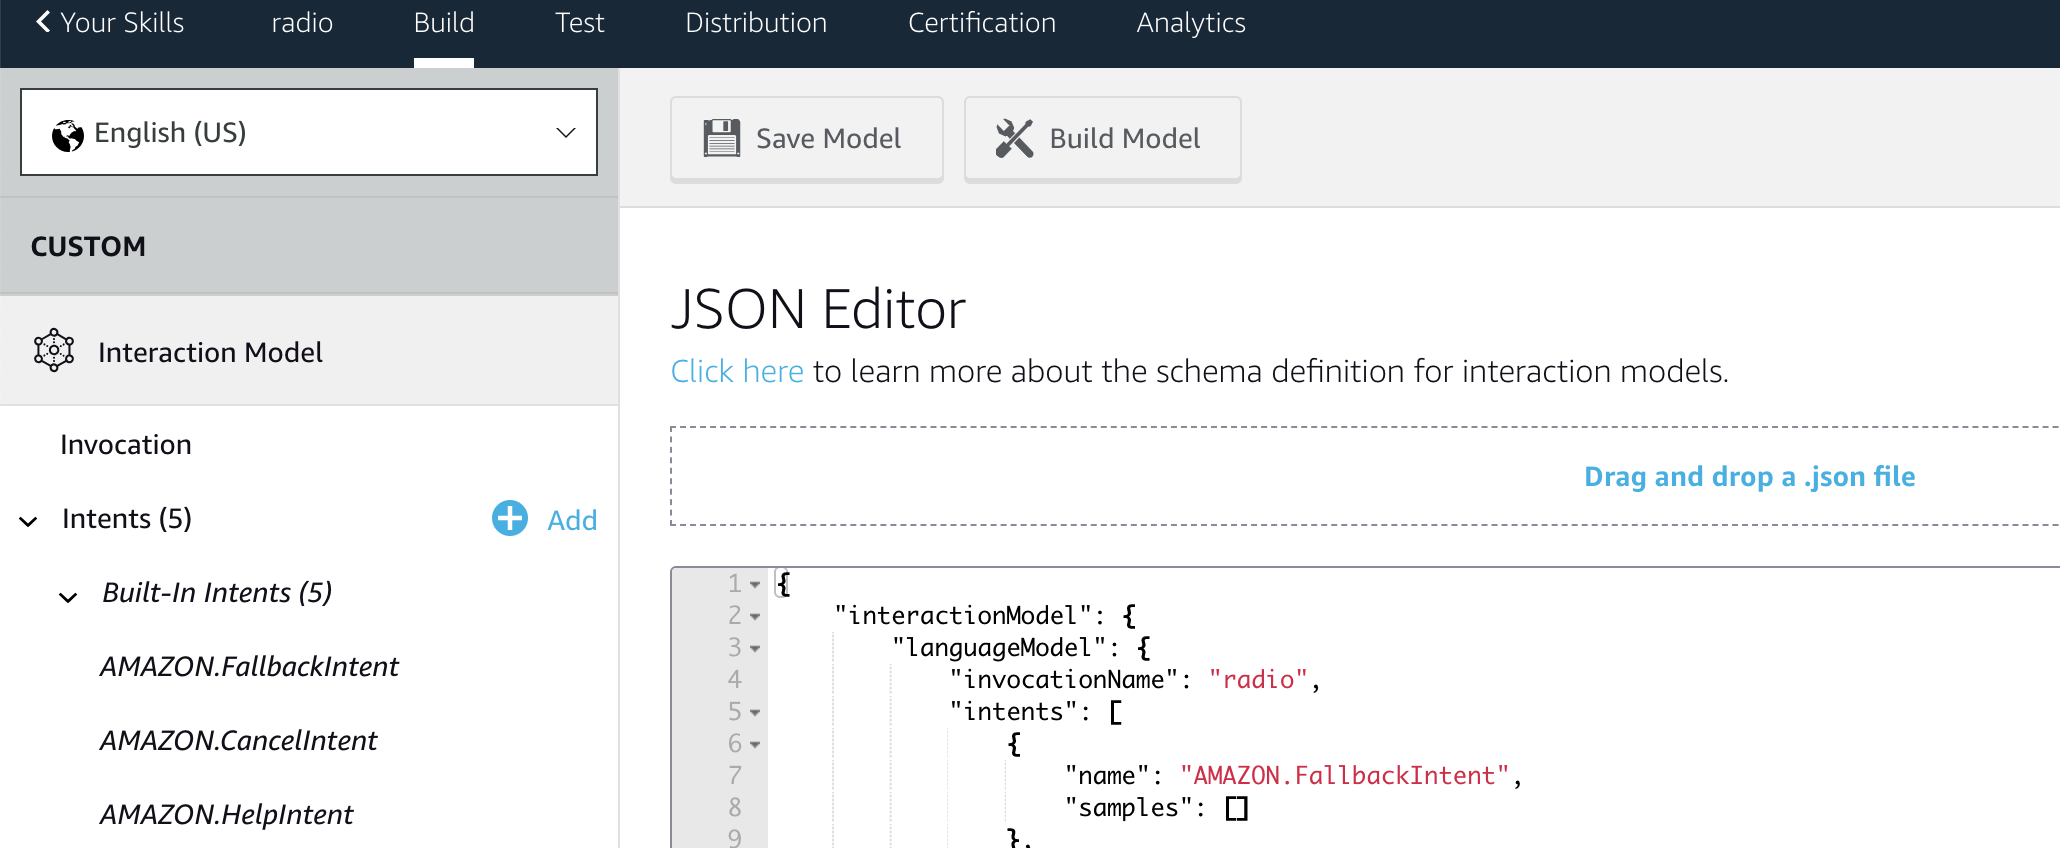 Your Skills radio Build Test Distribution Certification Analytics
English (US)
Save Model Build Model
CUSTOM
Interaction Model
JSON Editor
Click here to learn more about the schema definition for interaction models.
Invocation
Drag and drop a .json file
Intents (5) Add
Built-In Intents (5)
AMAZON.FallbackIntent
AMAZON.CancelIntent
AMAZON.HelpIntent
1 {
2 "interactionModel": {
3 "languageModel": {
4 "invocationName": "radio",
5 "intents": [
6 {
7 "name": "AMAZON.FallbackIntent",
8 "samples": []
9 },